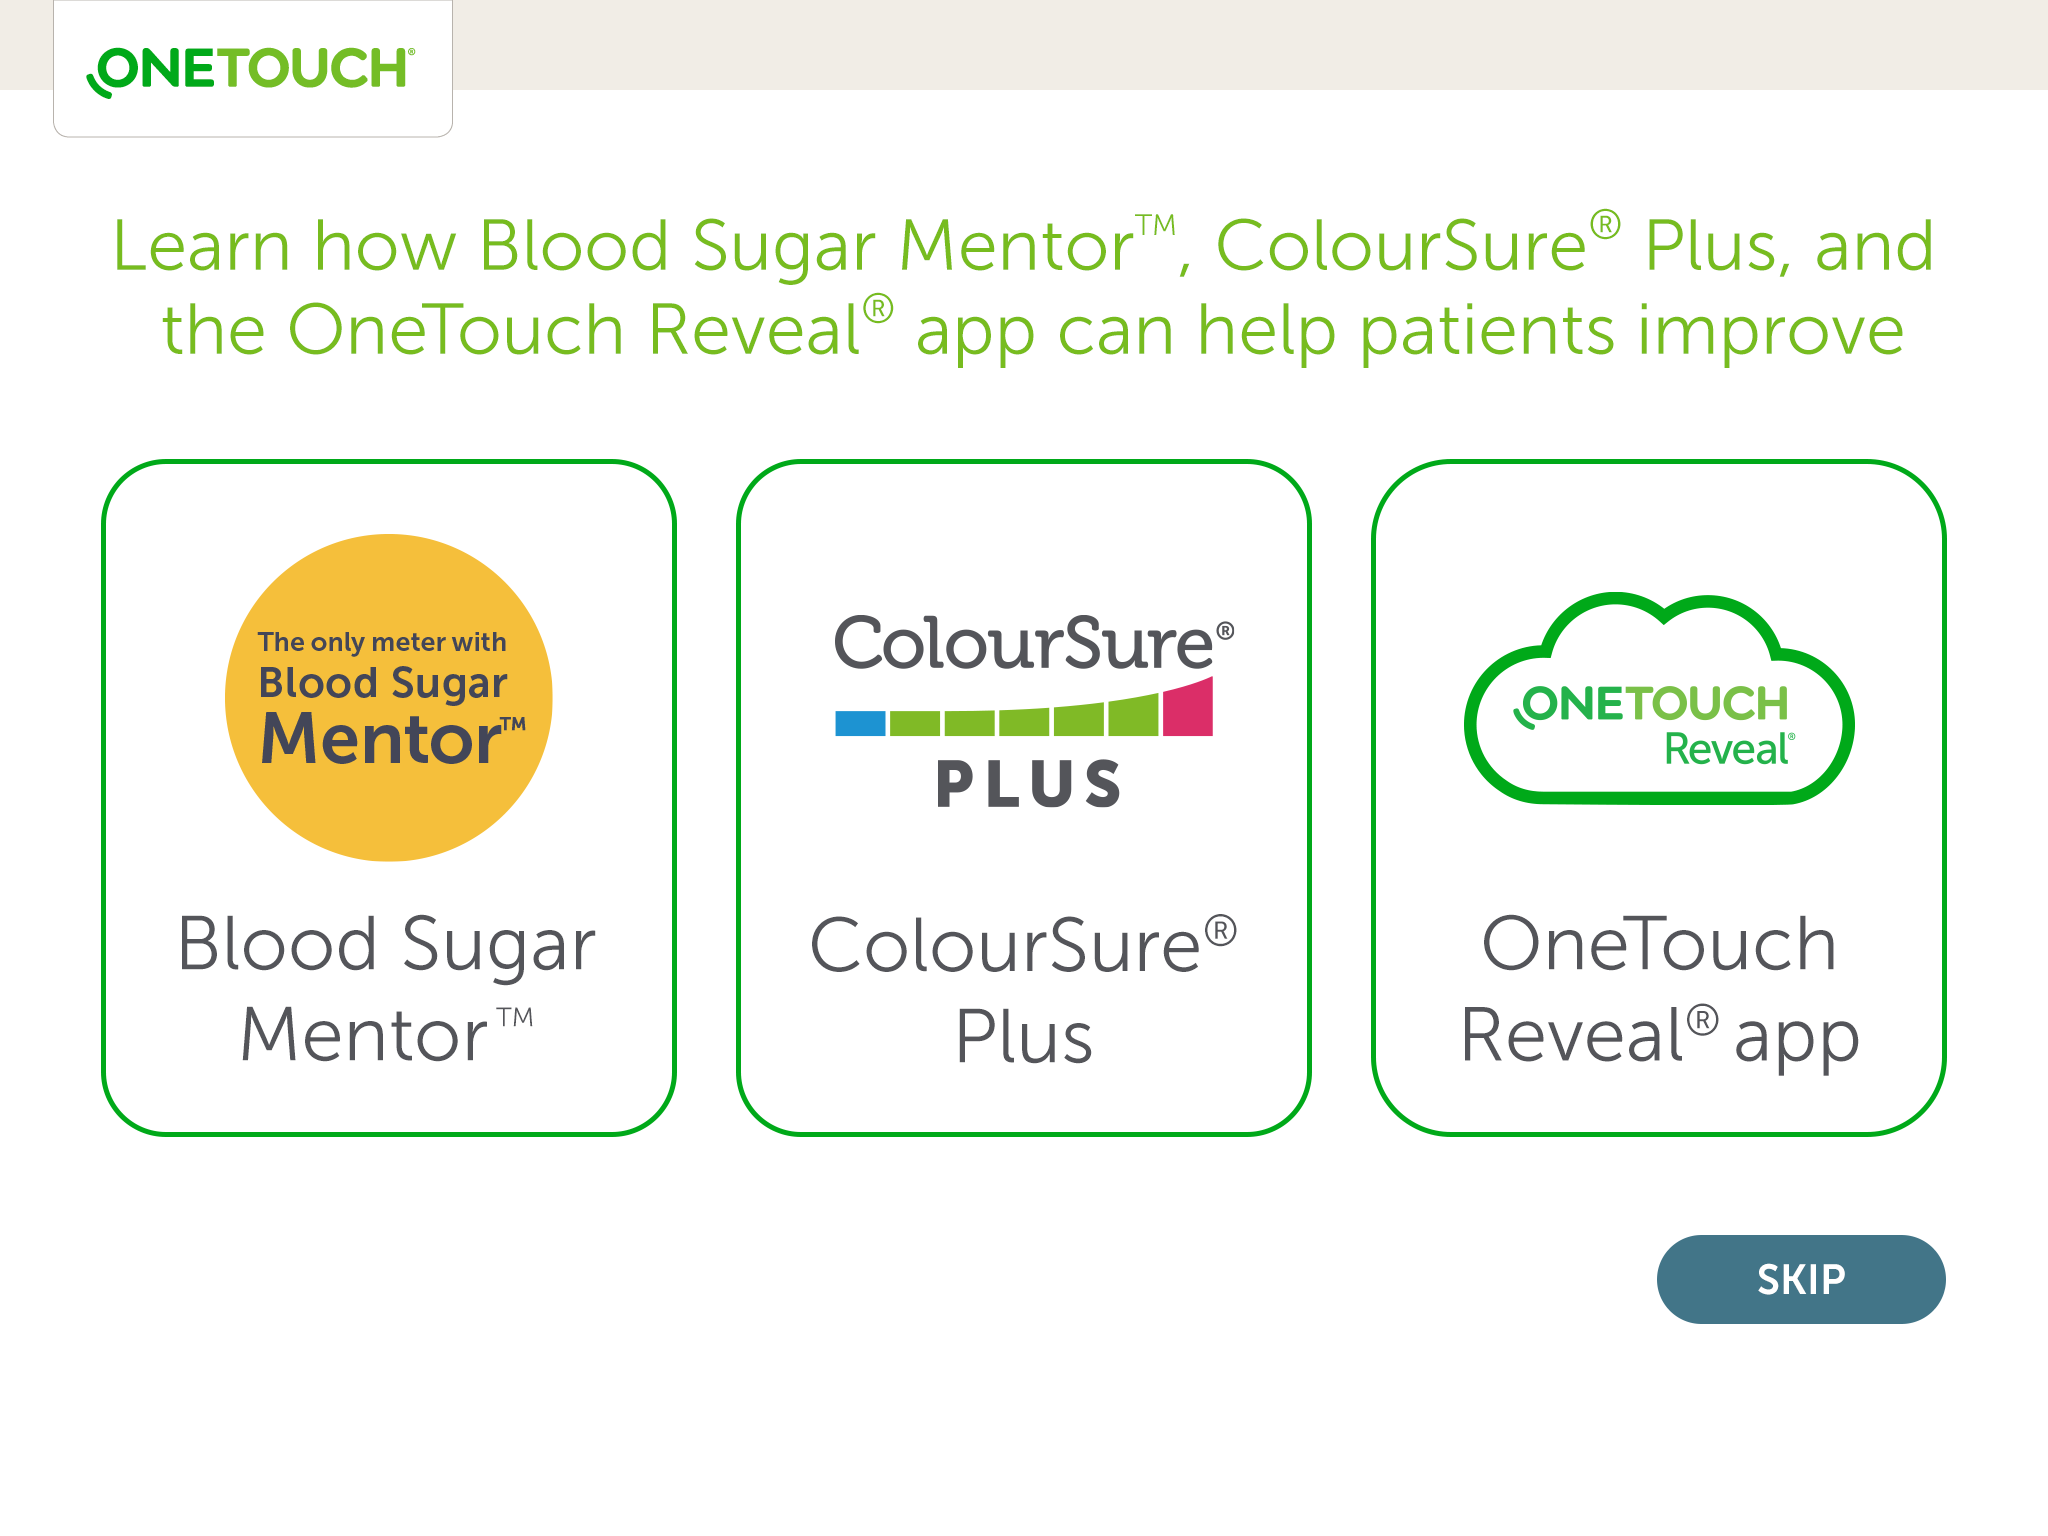 ONETOUCH®
Learn how Blood Sugar Mentor™, ColourSure® Plus, and
the OneTouch Reveal® app can help patients improve
The only meter with
Blood Sugar
Mentor™
Blood Sugar
Mentor™
ColourSure®
PLUS
ColourSure®
Plus
ONETOUCH
Reveal®
OneTouch
Reveal® app
SKIP